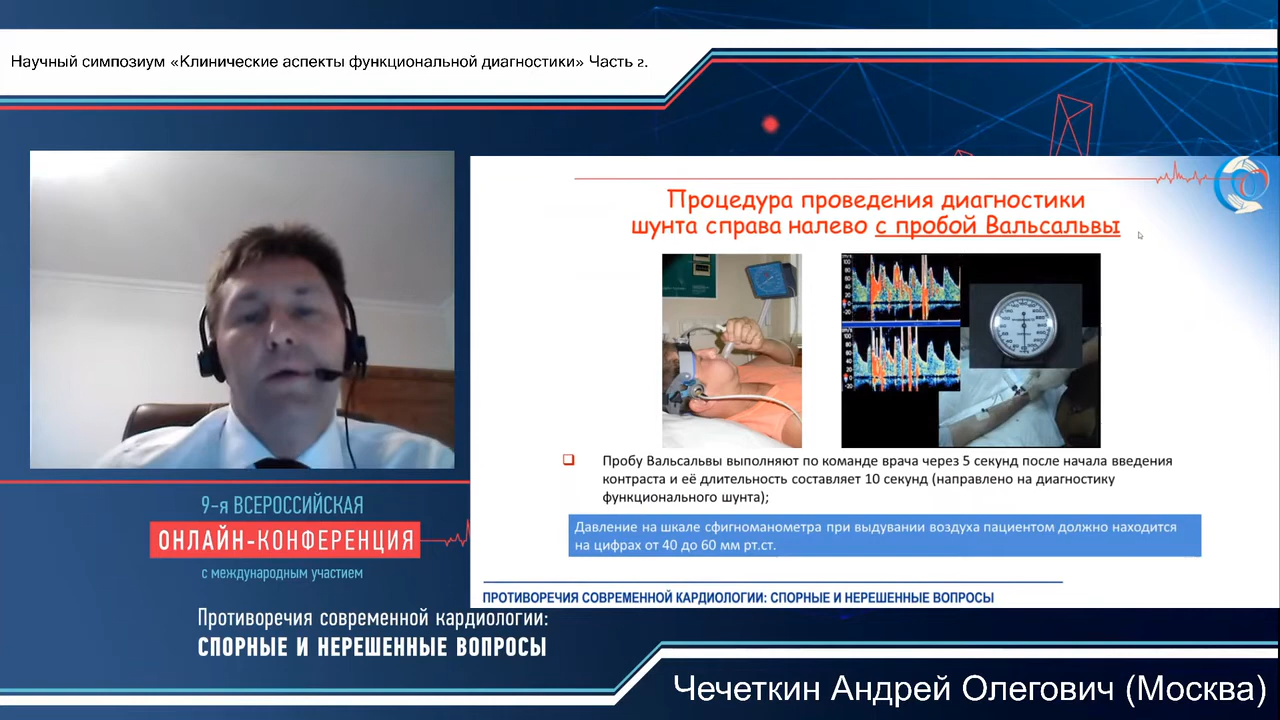 Научный симпозиум «Клинические аспекты функциональной диагностики» Часть 2.
Процедура проведения диагностики
шунта справа налево с пробой Вальсальвы
Пробу Вальсальвы выполняют по команде врача через 5 секунд после начала введения
контраста и её длительность составляет 10 секунд (направлено на диагностику
функционального шунта);
Давление на шкале сфигноманометра при выдувании воздуха пациентом должно находится
на цифрах от 40 до 60 мм рт.ст.
ПРОТИВОРЕЧИЯ СОВРЕМЕННОЙ КАРДИОЛОГИИ: СПОРНЫЕ И НЕРЕШЕННЫЕ ВОПРОСЫ
9-я ВСЕРОССИЙСКАЯ
ОНЛАЙН-КОНФЕРЕНЦИЯ
с международным участием
Противоречия современной кардиологии:
СПОРНЫЕ И НЕРЕШЕННЫЕ ВОПРОСЫ
Чечеткин Андрей Олегович (Москва)